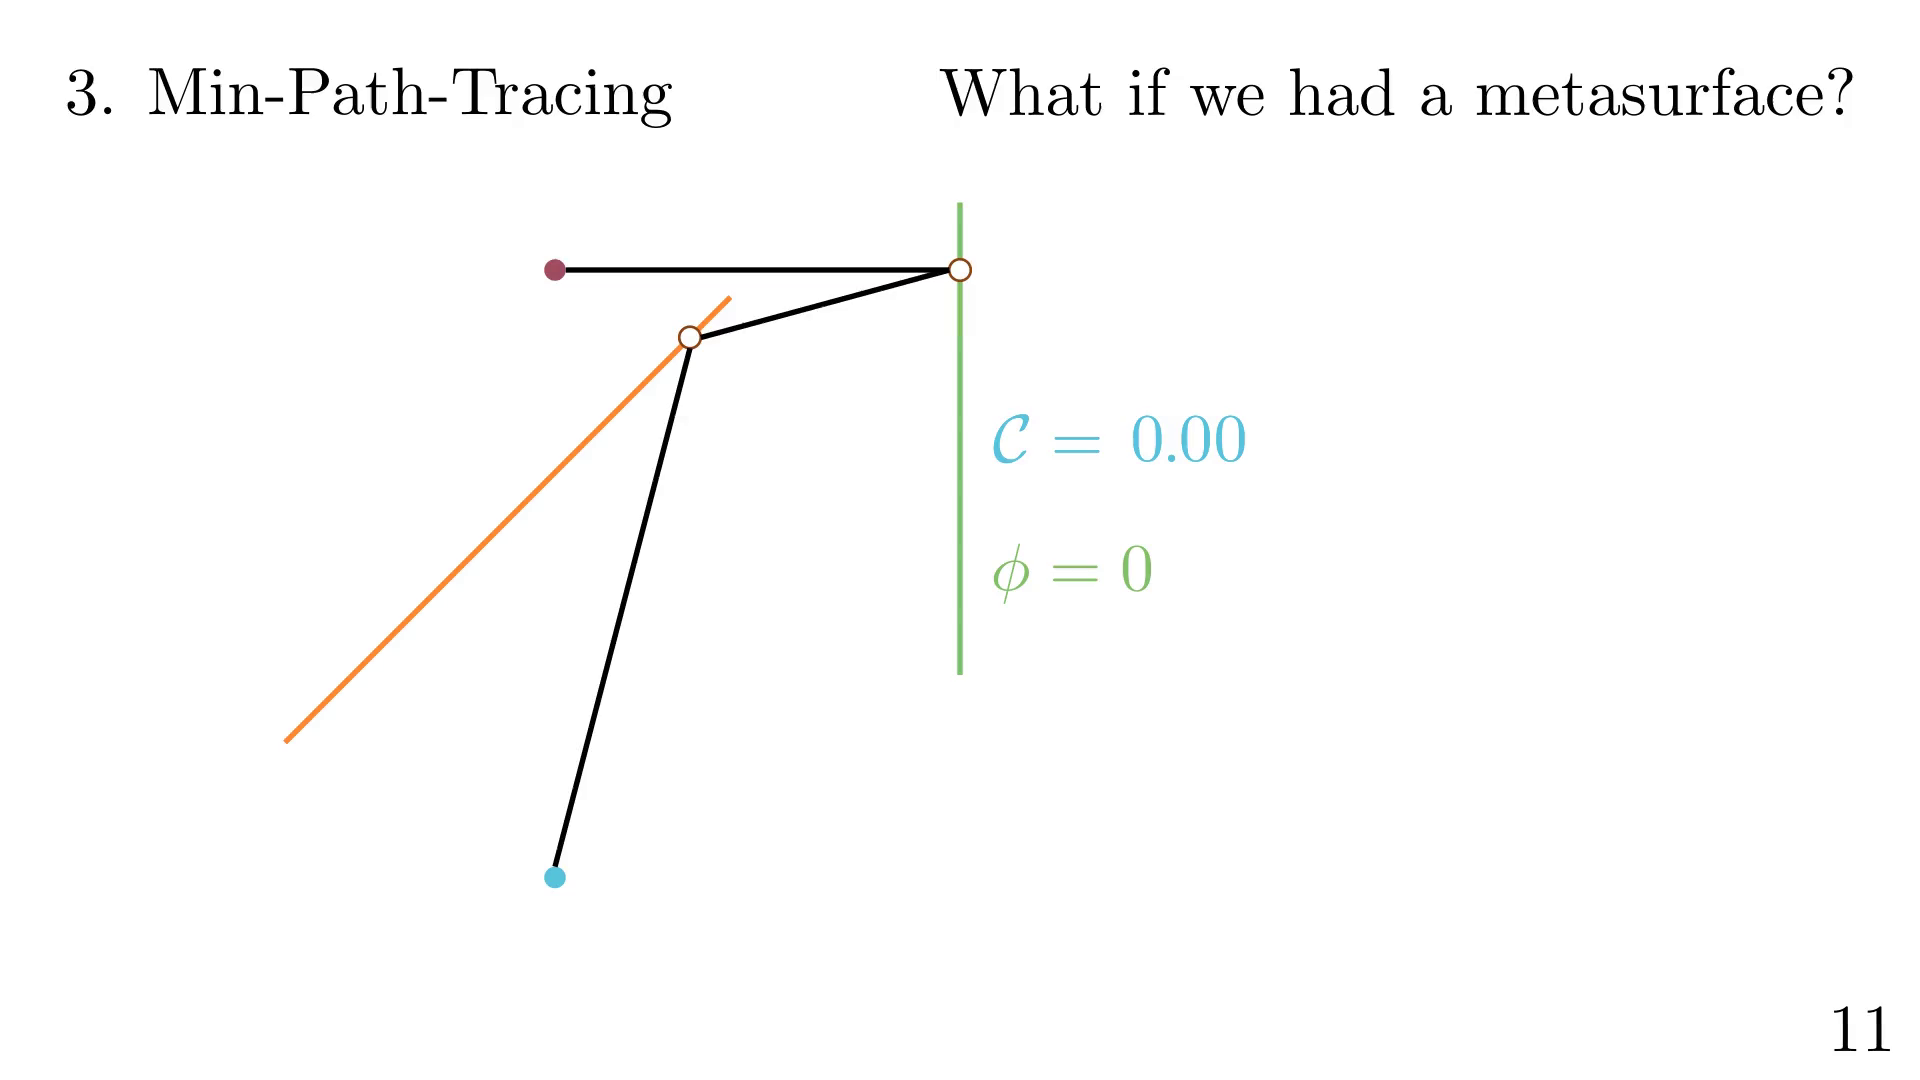 3. Min-Path-Tracing
What if we had a metasurface?
𝒞 = 0.00
ϕ = 0
11